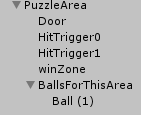 PuzzleArea
Door
HitTrigger0
HitTrigger1
winZone
BallsForThisArea
Ball (1)